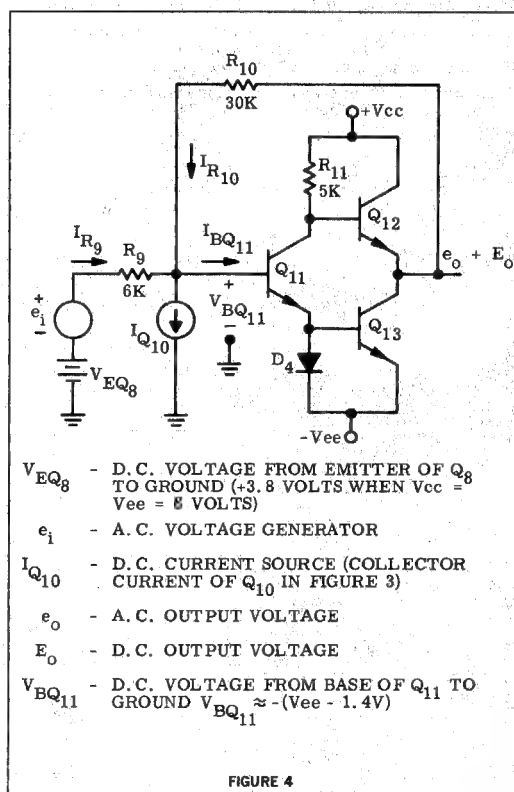 R10
30K
+Vcc
IR10
R11
5K
Q12
IR9
R9
6K
IBQ11
Q11
eo + Eo
+
ei
-
IQ10
+
VBQ11
-
Q13
D4
VEQ8
-Vee
VEQ8 - D.C. VOLTAGE FROM EMITTER OF Q8
TO GROUND (+3.8 VOLTS WHEN Vcc =
Vee = 6 VOLTS)
ei - A.C. VOLTAGE GENERATOR
IQ10 - D.C. CURRENT SOURCE (COLLECTOR
CURRENT OF Q10 IN FIGURE 3)
eo - A.C. OUTPUT VOLTAGE
Eo - D.C. OUTPUT VOLTAGE
VBQ11 - D.C. VOLTAGE FROM BASE OF Q11 TO
GROUND VBQ11 ≈ -(Vee - 1.4V)
FIGURE 4